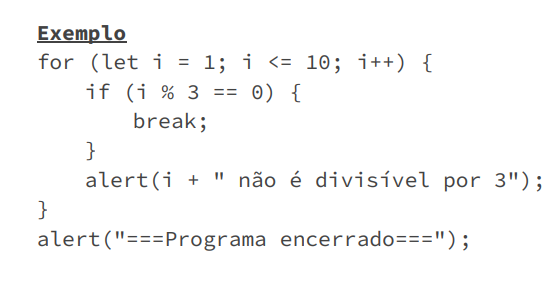 Exemplo
for (let i = 1; i <= 10; i++) {
    if (i % 3 == 0) {
        break;
    }
    alert(i + " não é divisível por 3");
}
alert("===Programa encerrado===");